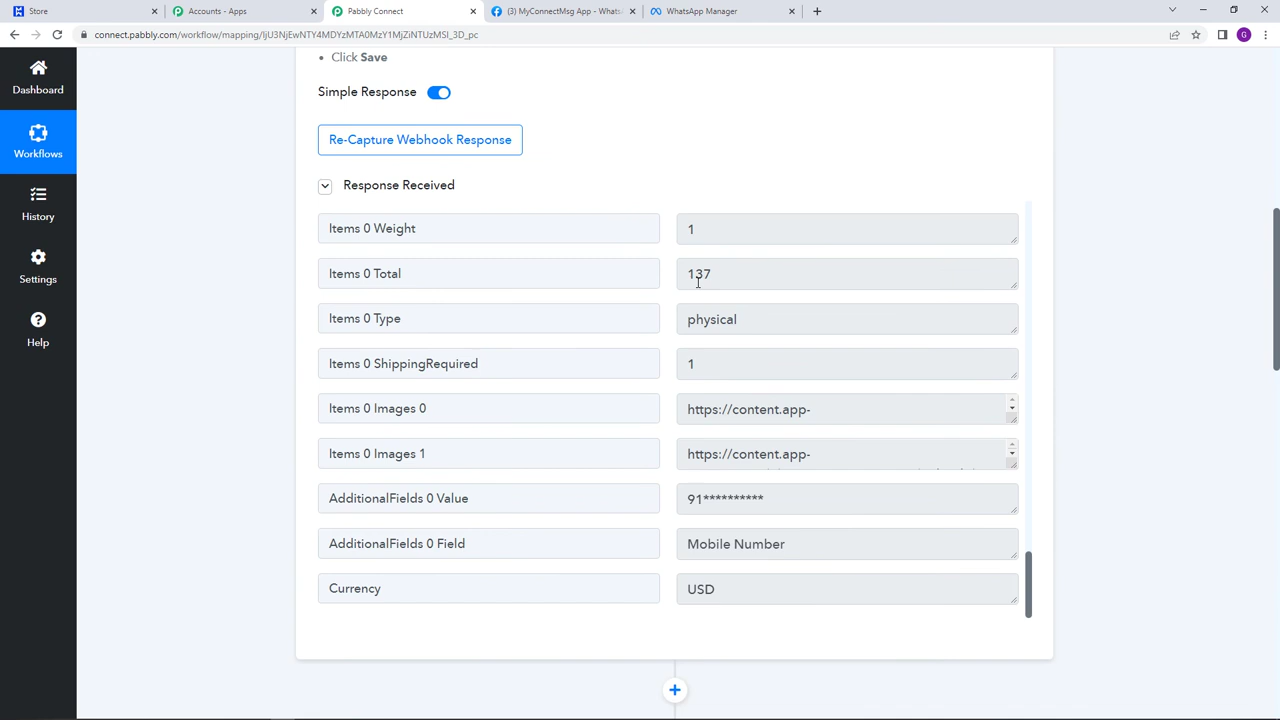 Store
Accounts - Apps
Pabbly Connect
(3) MyConnectMsg App - Whats
WhatsApp Manager
connect.pabbly.com/workflow/mapping/IjU3NjEwNTY4MDYzMTA0MzY1MjZiNTUzMSI_3D_pc
G
Dashboard
Workflows
History
Settings
Help
Click Save
Simple Response
Re-Capture Webhook Response
Response Received
Items 0 Weight
1
Items 0 Total
137
Items 0 Type
physical
Items 0 ShippingRequired
1
Items 0 Images 0
https://content.app-
Items 0 Images 1
https://content.app-
AdditionalFields 0 Value
91**********
AdditionalFields 0 Field
Mobile Number
Currency
USD